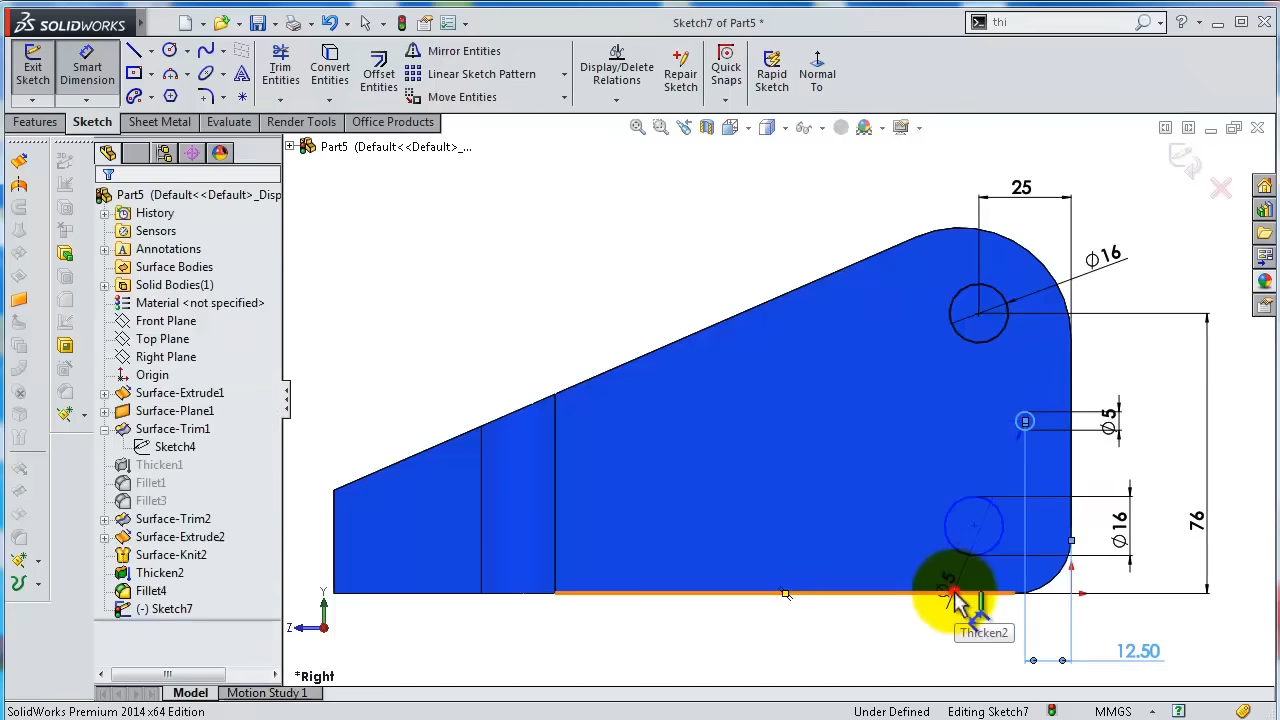 SOLIDWORKS
Sketch7 of Part5 *
thi
Exit Sketch
Smart Dimension
Trim Entities
Convert Entities
Offset Entities
Mirror Entities
Linear Sketch Pattern
Move Entities
Display/Delete Relations
Repair Sketch
Quick Snaps
Rapid Sketch
Normal To
Features
Sketch
Sheet Metal
Evaluate
Render Tools
Office Products
Part5 (Default<<Default>_...
Part5 (Default<<Default>_Disp
History
Sensors
Annotations
Surface Bodies
Solid Bodies(1)
Material <not specified>
Front Plane
Top Plane
Right Plane
Origin
Surface-Extrude1
Surface-Plane1
Surface-Trim1
Sketch4
Thicken1
Fillet1
Fillet3
Surface-Trim2
Surface-Extrude2
Surface-Knit2
Thicken2
Fillet4
(-) Sketch7
25
∅16
∅5
∅16
76
Thicken2
12.50
Y
Z
*Right
Model
Motion Study 1
SolidWorks Premium 2014 x64 Edition
Under Defined
Editing Sketch7
MMGS